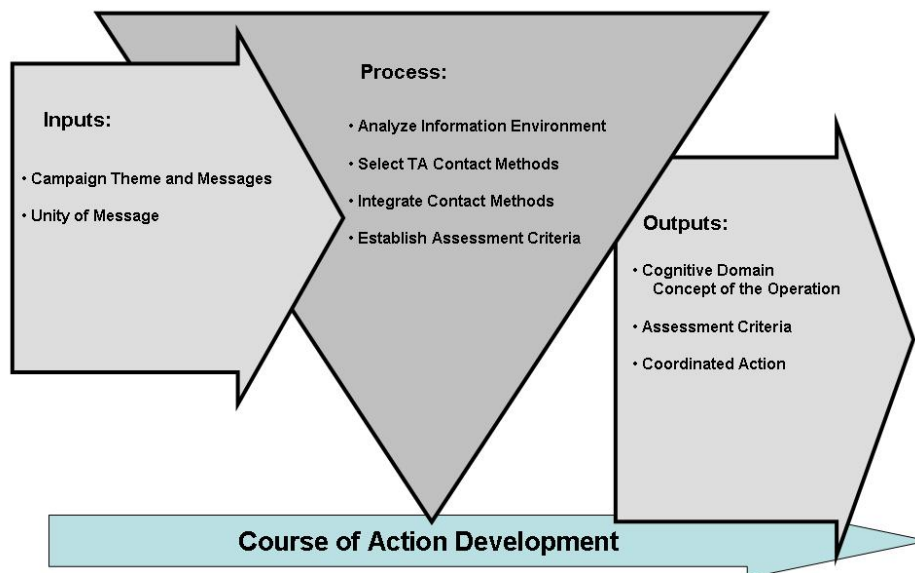 Inputs:
• Campaign Theme and Messages
• Unity of Message
Process:
• Analyze Information Environment
• Select TA Contact Methods
• Integrate Contact Methods
• Establish Assessment Criteria
Outputs:
• Cognitive Domain
Concept of the Operation
• Assessment Criteria
• Coordinated Action
Course of Action Development